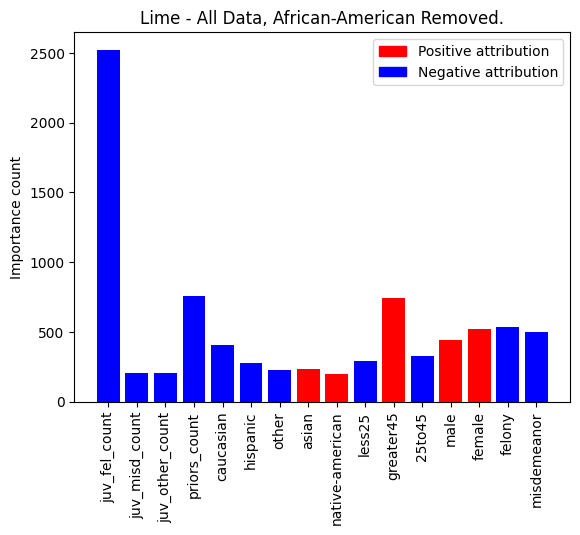 Lime - All Data, African-American Removed.
Positive attribution
Negative attribution
Importance count
2500
2000
1500
1000
500
0
juv_fel_count
juv_misd_count
juv_other_count
priors_count
caucasian
hispanic
other
asian
native-american
less25
greater45
25to45
male
female
felony
misdemeanor